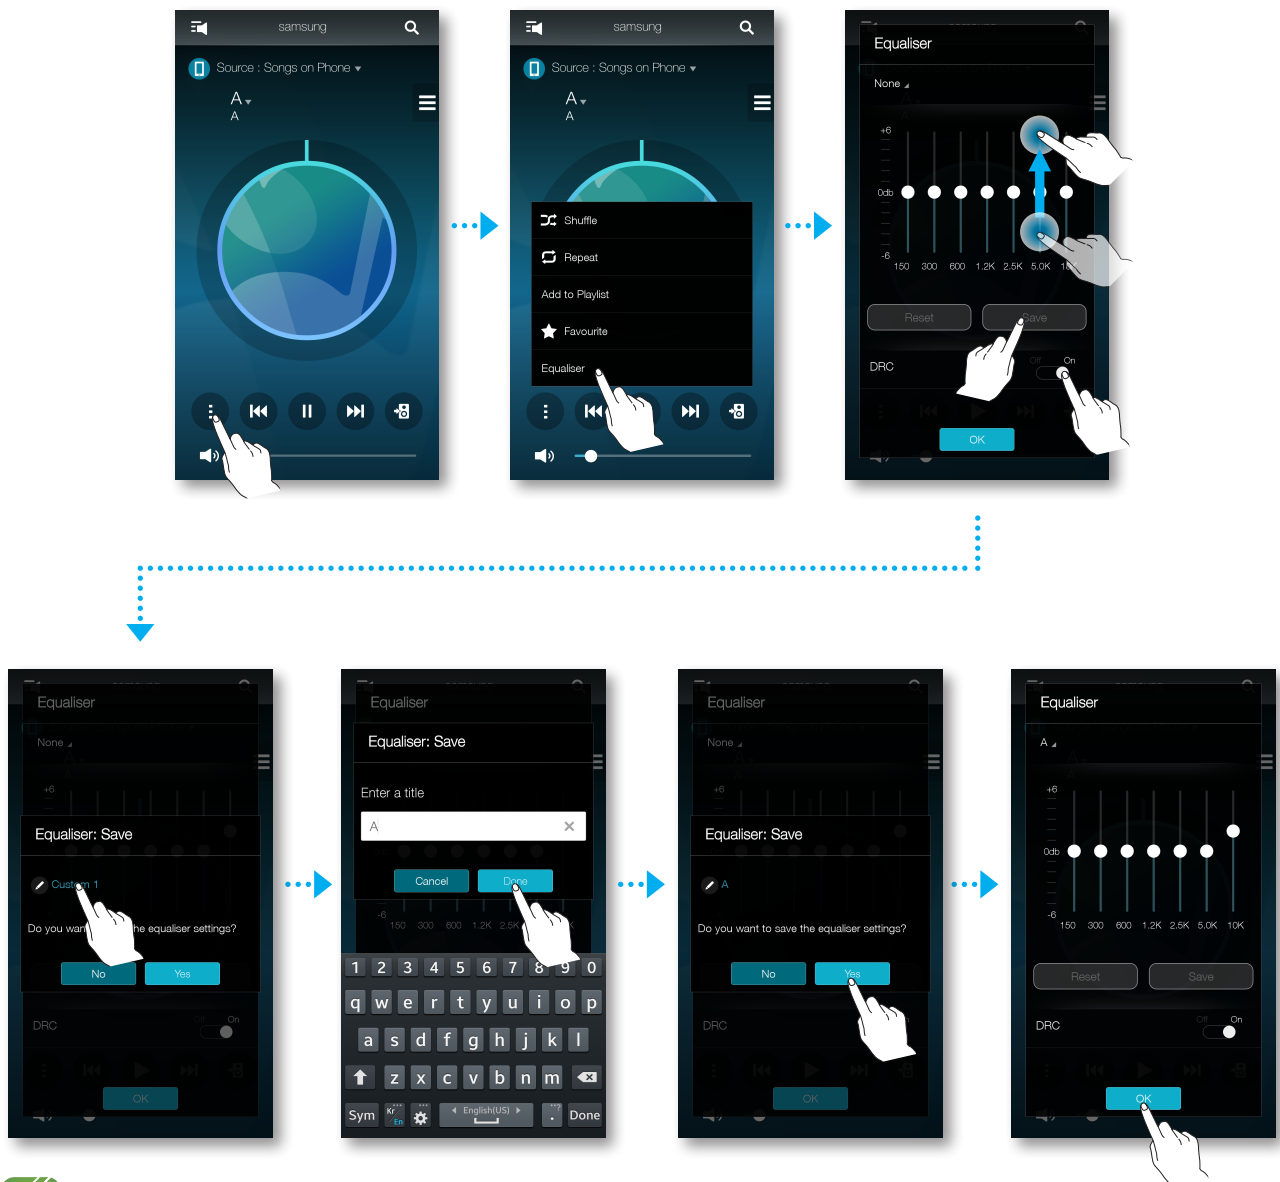 samsung
Source : Songs on Phone
A
A
samsung
Source : Songs on Phone
A
A
Shuffle
Repeat
Add to Playlist
Favourite
Equaliser
Equaliser
None
+6
0db
-6
150 300 600 1.2K 2.5K 5.0K
Reset Save
Off On
DRC
OK
Equaliser
None
+6
Equaliser: Save
Custom 1
Do you want the equaliser settings?
No Yes
Off On
DRC
OK
Equaliser
Equaliser: Save
Enter a title
A
Cancel Done
-6
150 300 600 1.2K 2.5K
1 2 3 4 5 6 7 8 9 0
q w e r t y u i o p
a s d f g h j k l
z x c v b n m
Sym Kr En English(US) . Done
Equaliser
None
+6
Equaliser: Save
A
Do you want to save the equaliser settings?
No Yes
Off On
DRC
OK
Equaliser
A
+6
0db
-6
150 300 600 1.2K 2.5K 5.0K 10K
Reset Save
Off On
DRC
OK